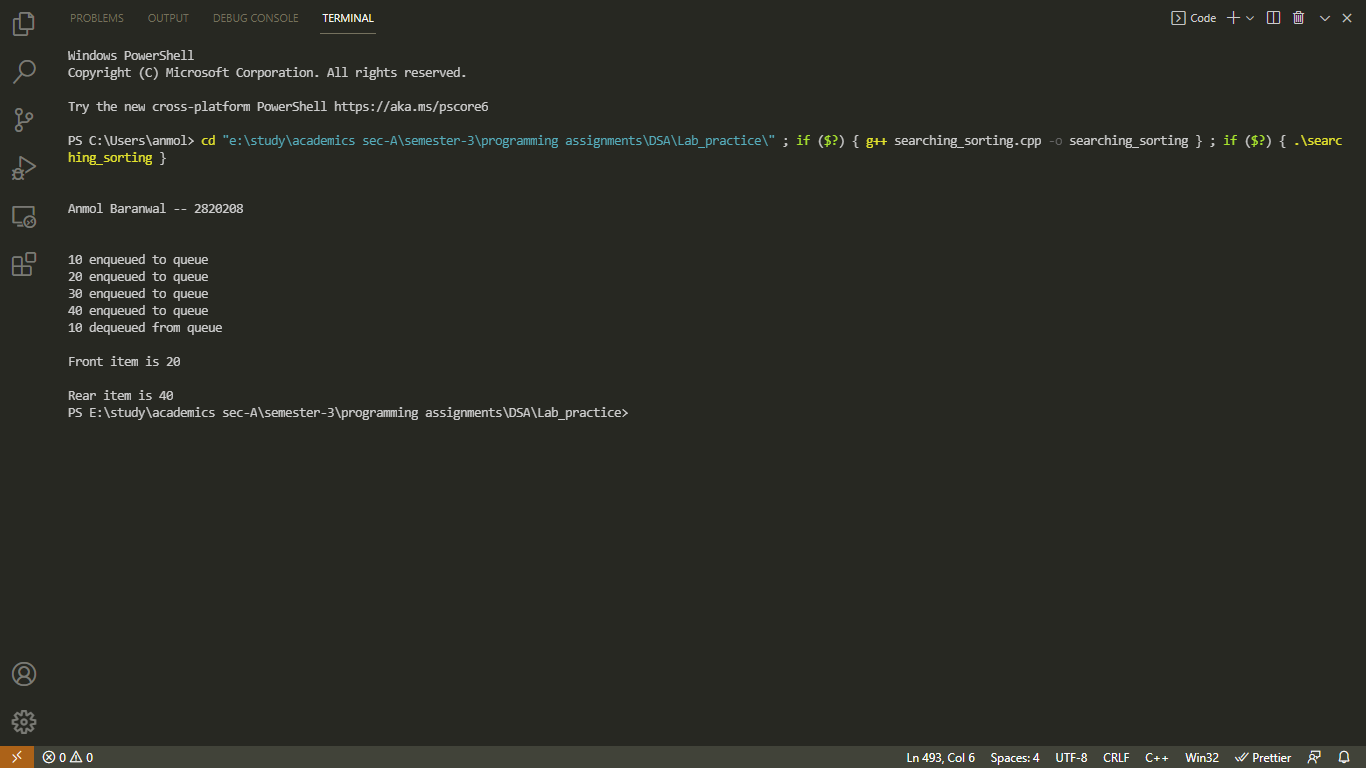 PROBLEMS OUTPUT DEBUG CONSOLE TERMINAL Code
Windows PowerShell
Copyright (C) Microsoft Corporation. All rights reserved.
Try the new cross-platform PowerShell https://aka.ms/pscore6
PS C:\Users\anmol> cd "e:\study\academics sec-A\semester-3\programming assignments\DSA\Lab_practice\" ; if ($?) { g++ searching_sorting.cpp -o searching_sorting } ; if ($?) { .\searc
hing_sorting }
Anmol Baranwal -- 2820208
10 enqueued to queue
20 enqueued to queue
30 enqueued to queue
40 enqueued to queue
10 dequeued from queue
Front item is 20
Rear item is 40
PS E:\study\academics sec-A\semester-3\programming assignments\DSA\Lab_practice>
0 0 Ln 493, Col 6 Spaces: 4 UTF-8 CRLF C++ Win32 Prettier